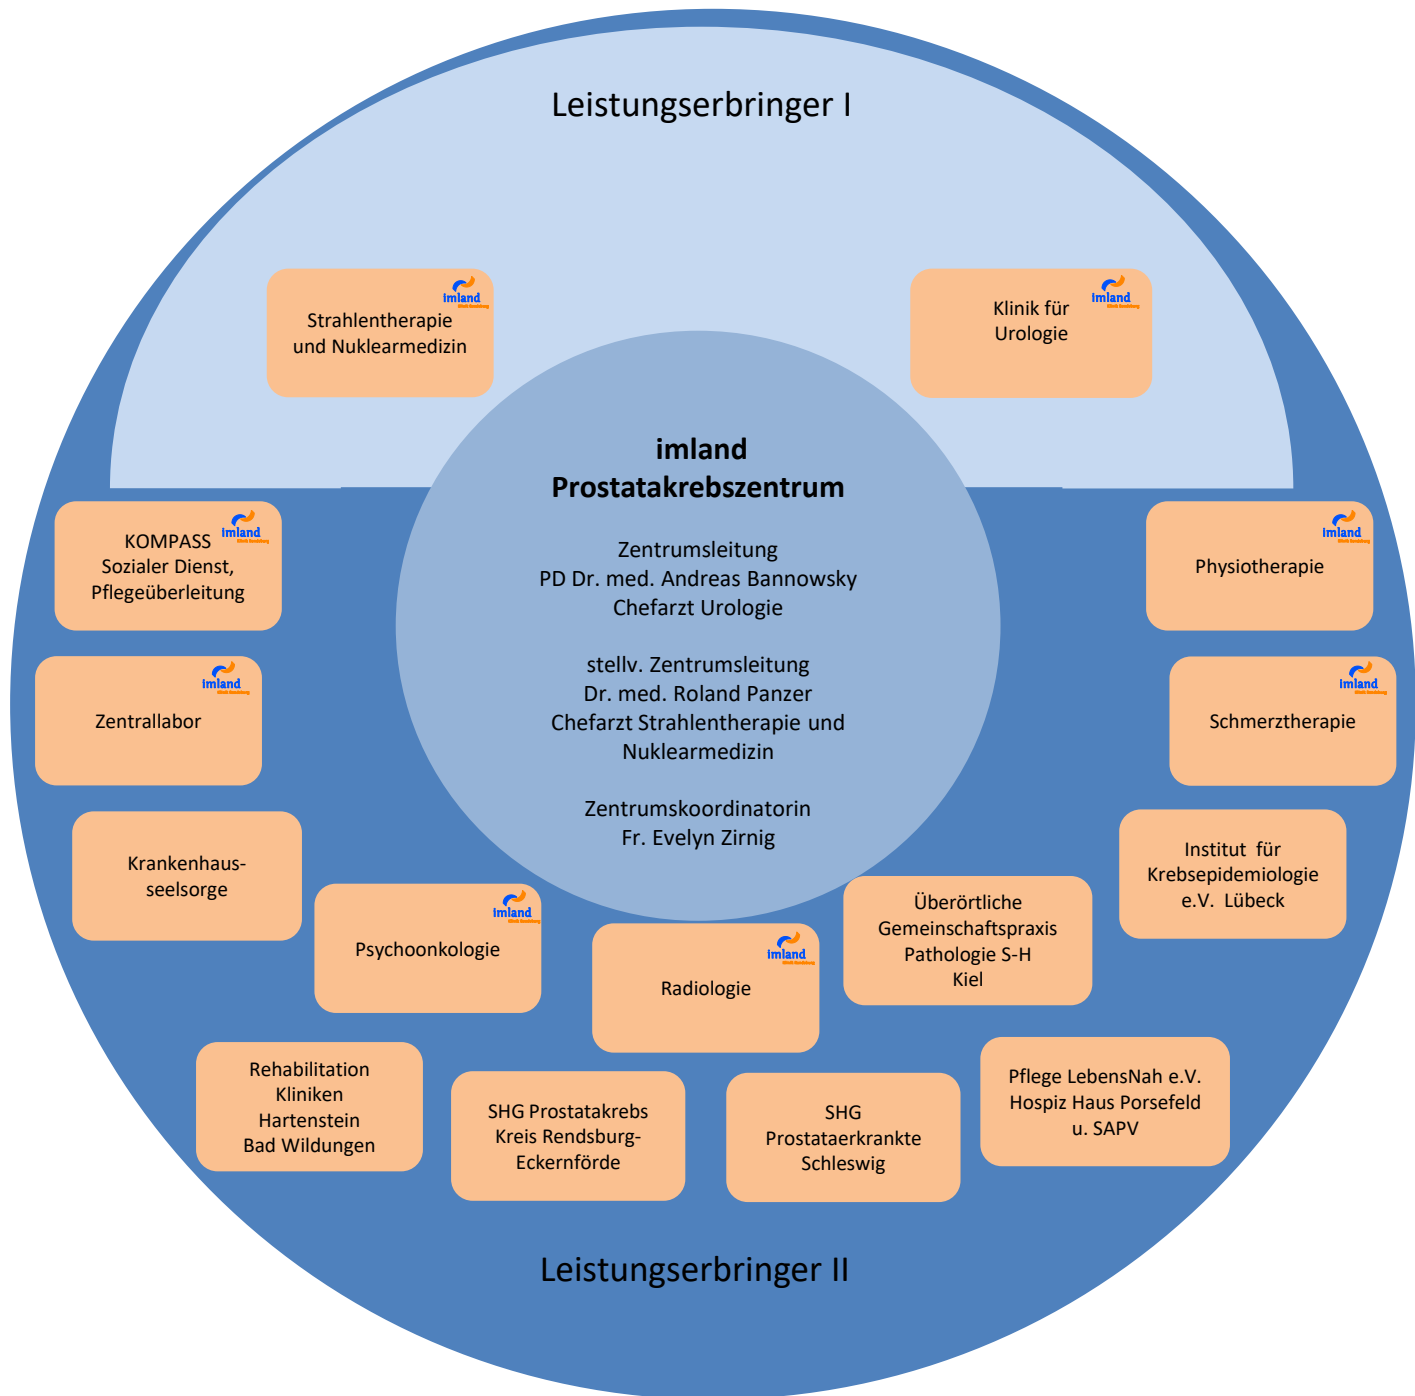 Leistungserbringer I
imland
Strahlentherapie
und Nuklearmedizin
imland
Klinik für
Urologie
imland
Prostatakrebszentrum
Zentrumsleitung
PD Dr. med. Andreas Bannowsky
Chefarzt Urologie
stellv. Zentrumsleitung
Dr. med. Roland Panzer
Chefarzt Strahlentherapie und
Nuklearmedizin
Zentrumskoordinatorin
Fr. Evelyn Zirnig
imland
KOMPASS
Sozialer Dienst,
Pflegeüberleitung
imland
Physiotherapie
imland
Zentrallabor
imland
Schmerztherapie
Krankenhaus-
seelsorge
Institut für
Krebsepidemiologie
e.V. Lübeck
imland
Psychoonkologie
imland
Radiologie
Überörtliche
Gemeinschaftspraxis
Pathologie S-H
Kiel
Rehabilitation
Kliniken
Hartenstein
Bad Wildungen
SHG Prostatakrebs
Kreis Rendsburg-
Eckernförde
SHG
Prostataerkrankte
Schleswig
Pflege LebensNah e.V.
Hospiz Haus Porsefeld
u. SAPV
Leistungserbringer II